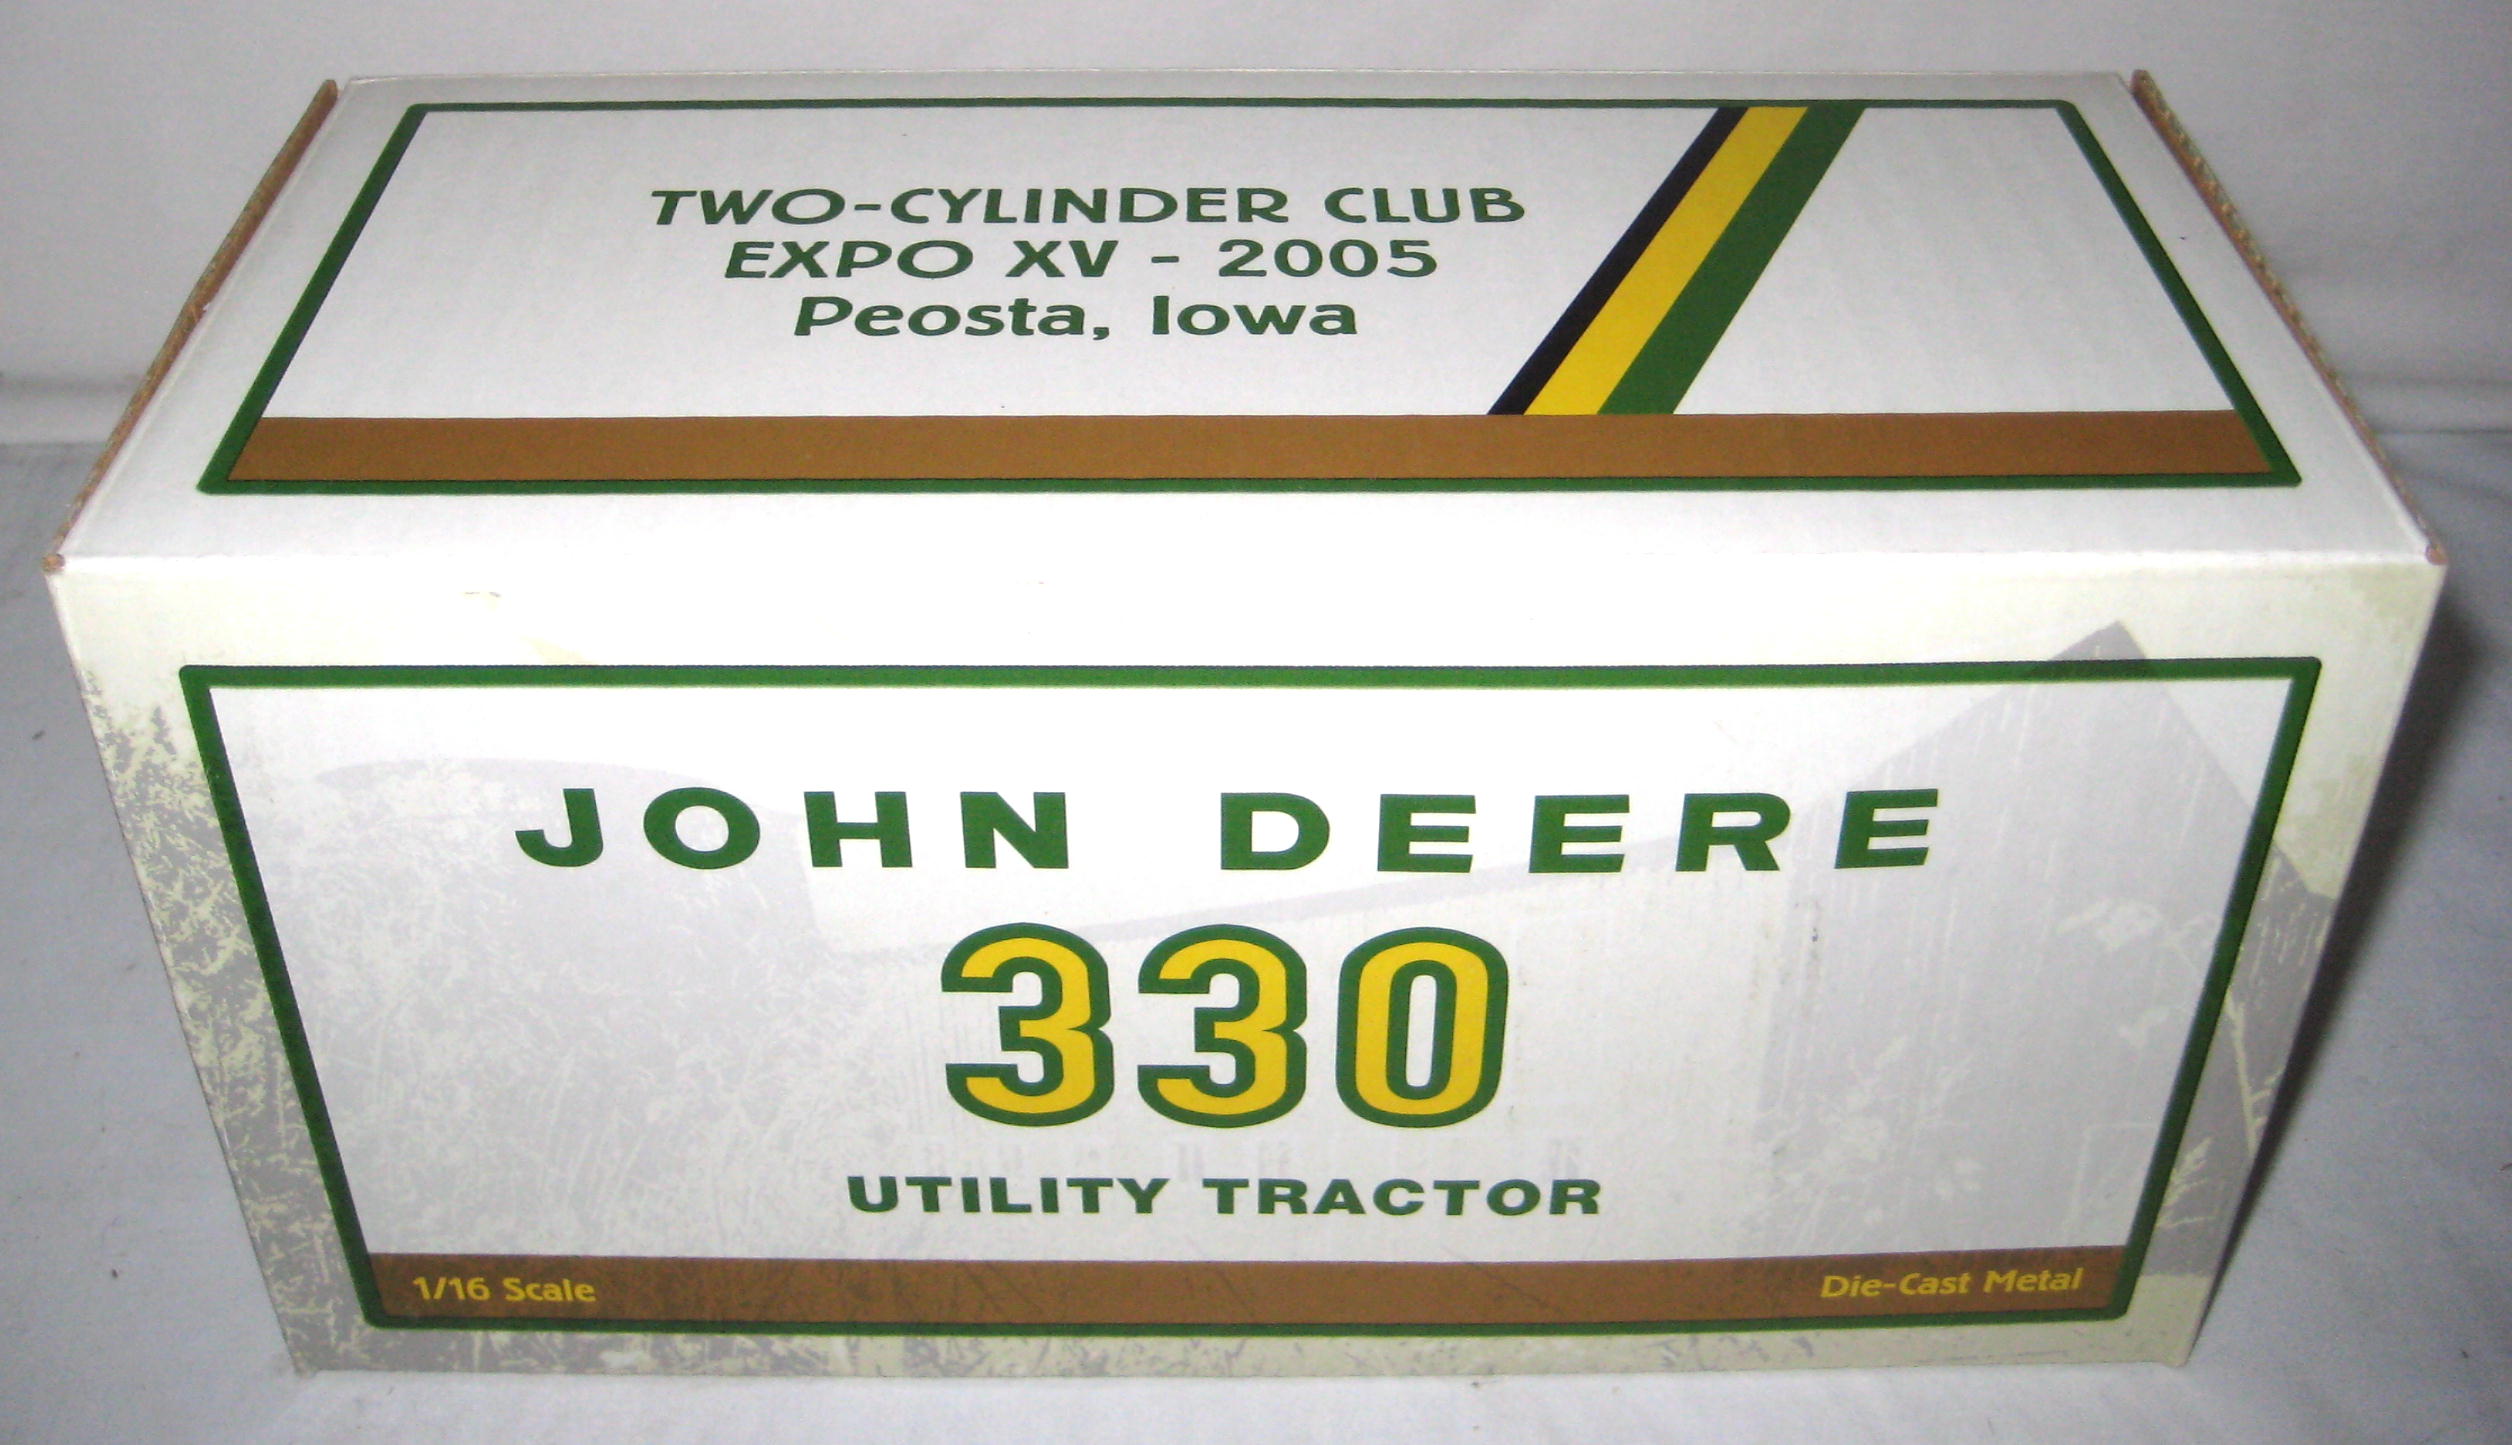 TWO-CYLINDER CLUB
EXPO XV - 2005
Peosta, Iowa
JOHN DEERE
330
UTILITY TRACTOR
1/16 Scale
Die-Cast Metal